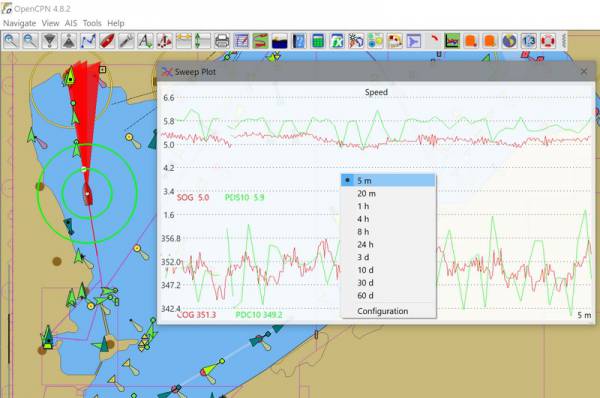 OpenCPN 4.8.2
Navigate View AIS Tools Help
Sweep Plot
Speed
6.6
5.8
5.0
4.2
3.4
SOG 5.0 PDS10 5.9
1.6
356.8
352.0
347.2
342.4
COG 351.3 PDC10 349.2
5 m
5 m
20 m
1 h
4 h
8 h
24 h
3 d
10 d
30 d
60 d
Configuration